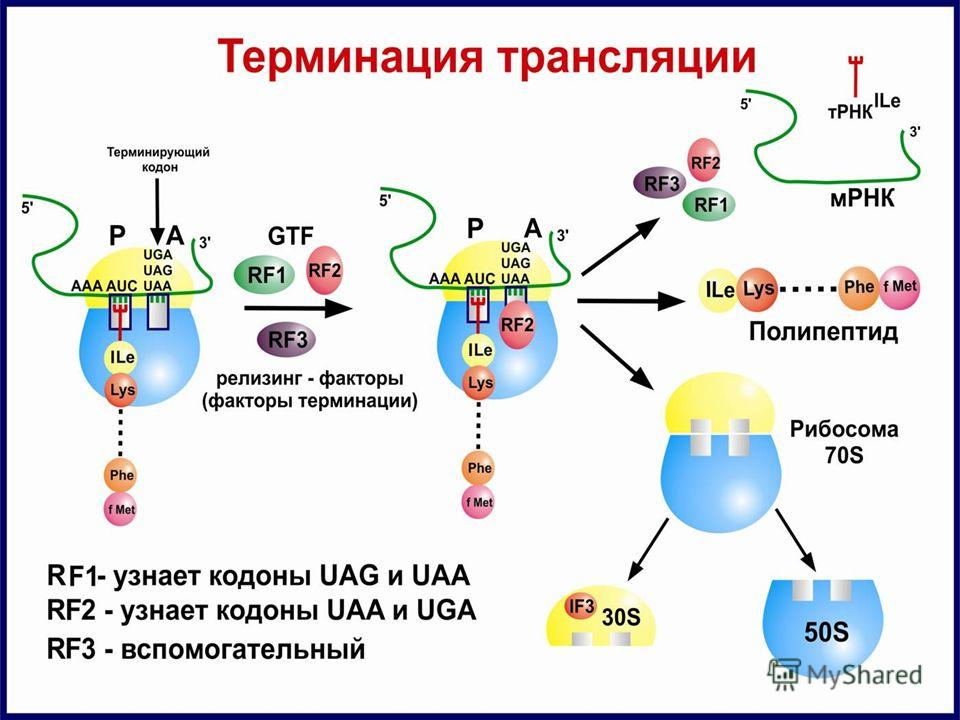 Терминация трансляции
Терминирующий
кодон
5'
P A
3'
UGA
UAG
AAA AUC UAA
ILe
Lys
Phe
f Met
GTF
RF1
RF2
RF3
релизинг - факторы
(факторы терминации)
5'
P A
3'
UGA
UAG
AAA AUC UAA
RF2
ILe
Lys
Phe
f Met
RF2
RF3
RF1
5'
тРНК ILe
3'
мРНК
ILe Lys Phe f Met
Полипептид
Рибосома
70S
IF3
30S
50S
RF1- узнает кодоны UAG и UAA
RF2 - узнает кодоны UAA и UGA
RF3 - вспомогательный
MyShared